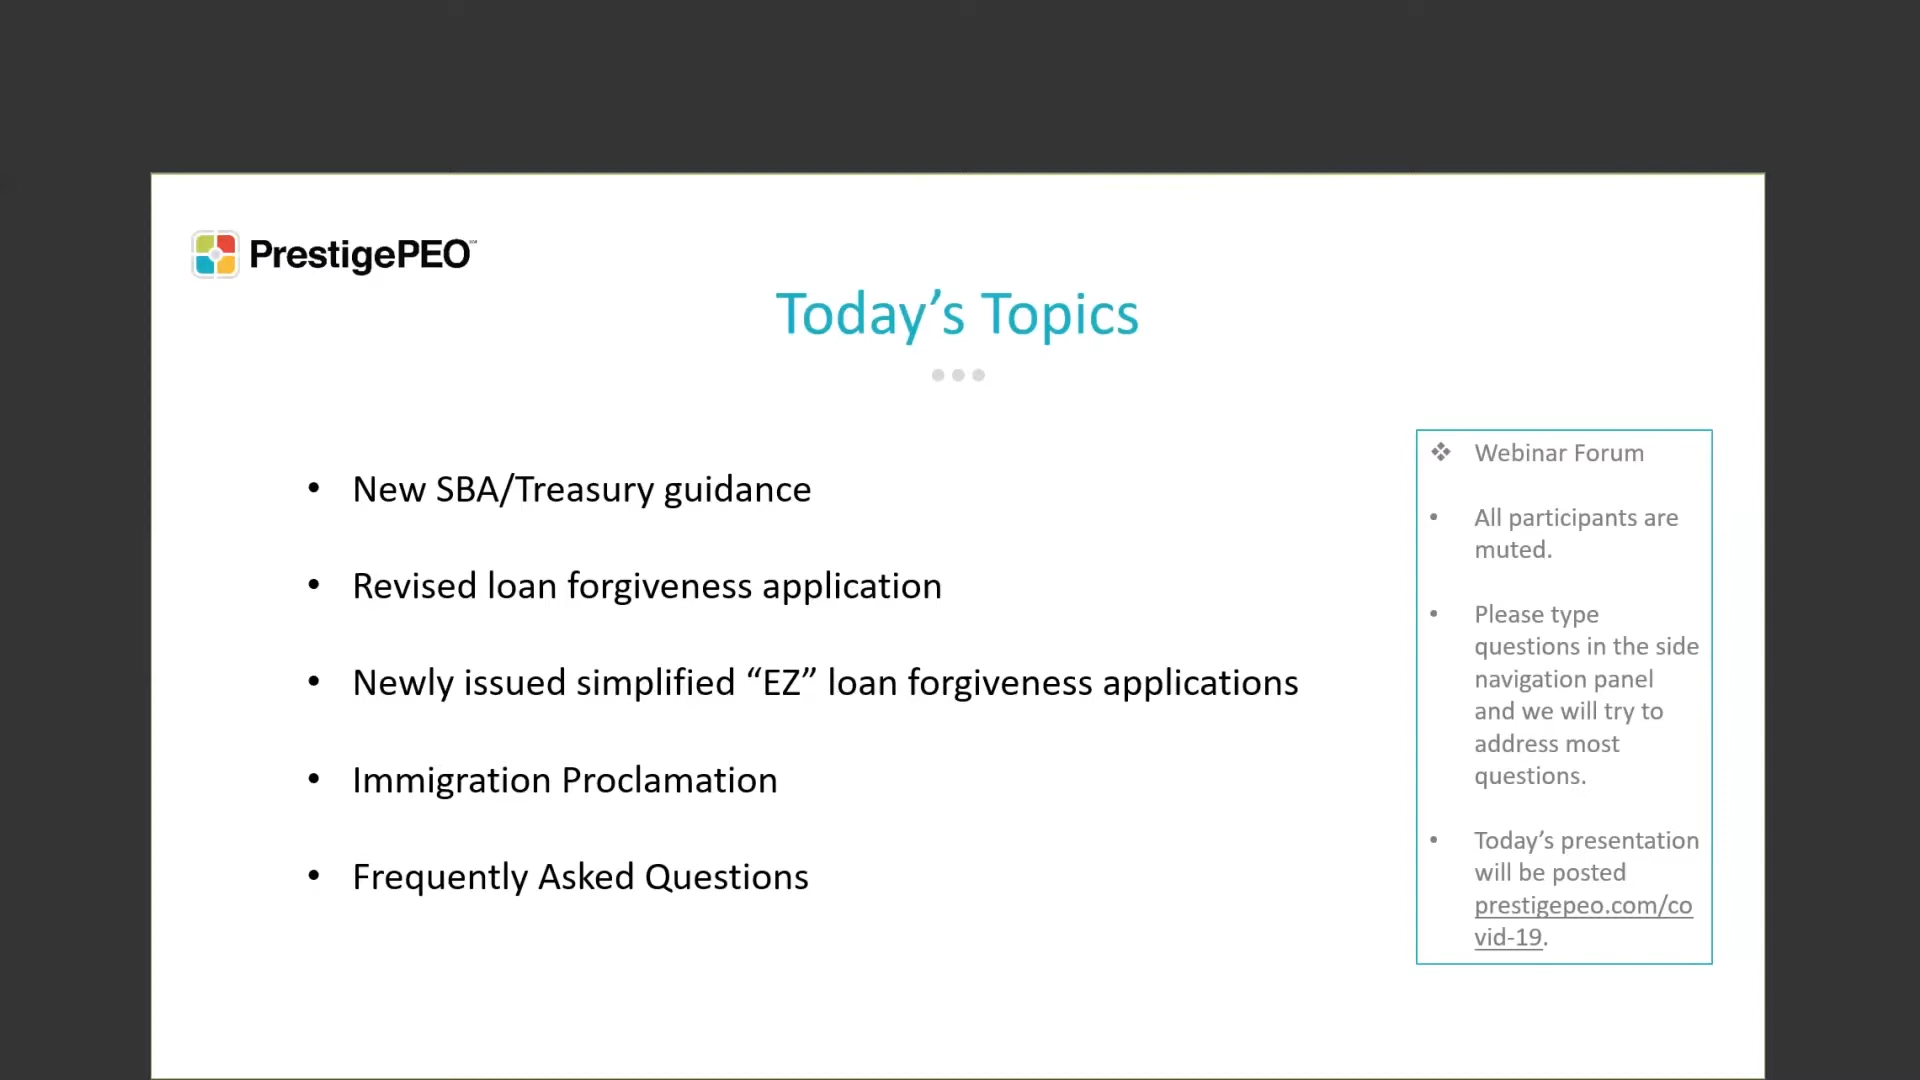 PrestigePEO
Today’s Topics
• New SBA/Treasury guidance
• Revised loan forgiveness application
• Newly issued simplified “EZ” loan forgiveness applications
• Immigration Proclamation
• Frequently Asked Questions
❖ Webinar Forum
• All participants are
muted.
• Please type
questions in the side
navigation panel
and we will try to
address most
questions.
• Today’s presentation
will be posted
prestigepeo.com/co
vid-19.